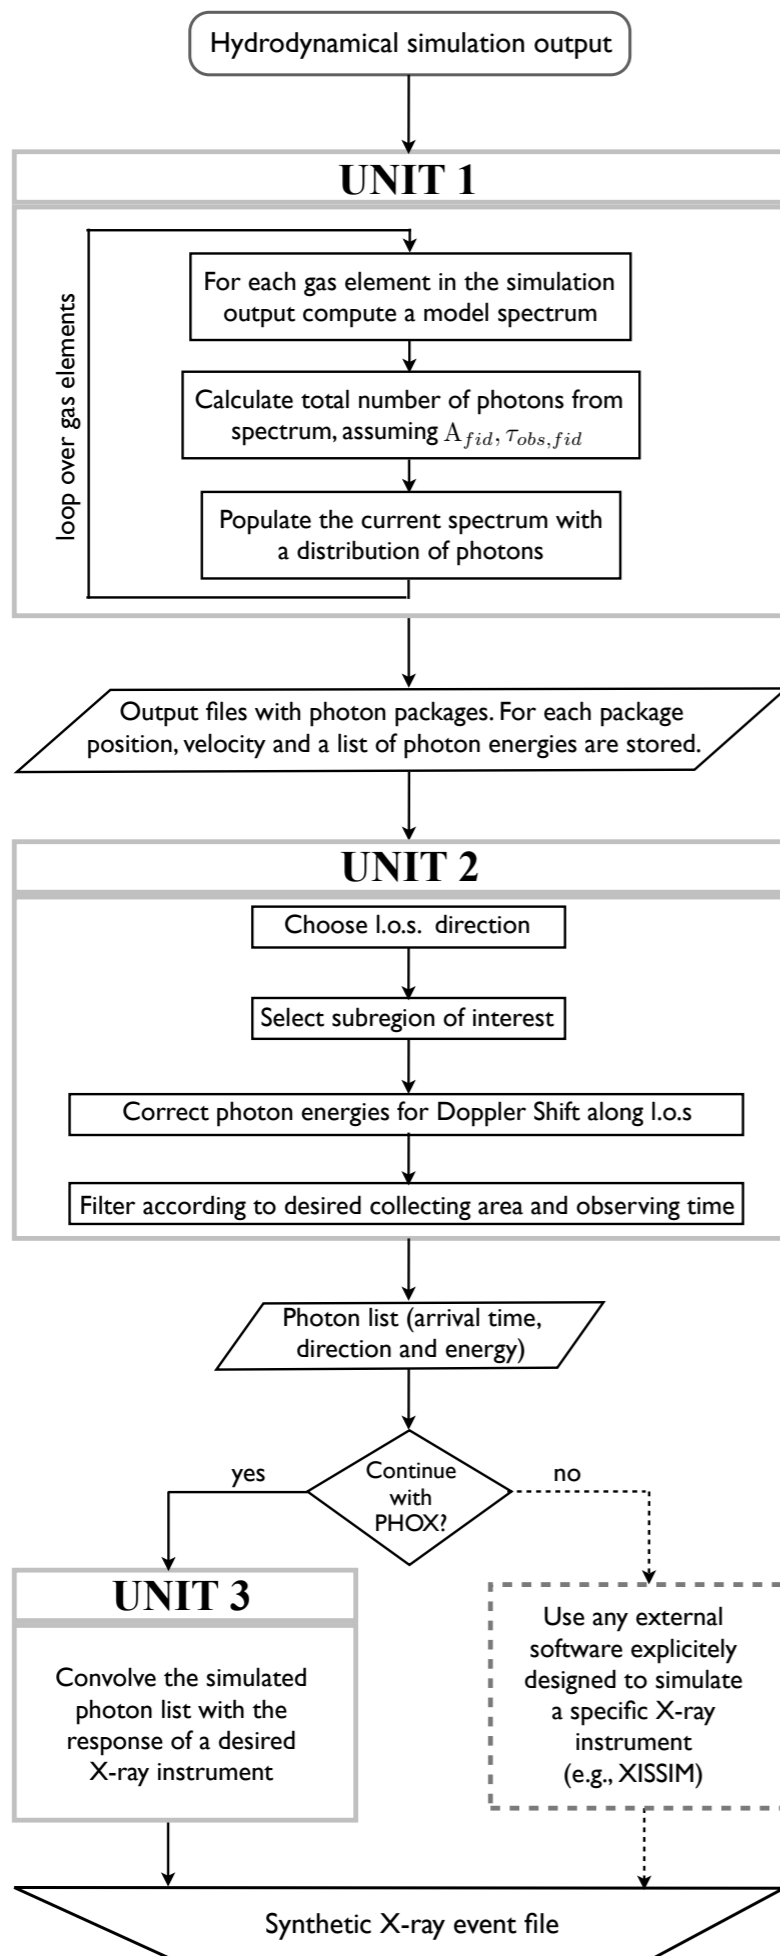 Hydrodynamical simulation output
UNIT 1
loop over gas elements
For each gas element in the simulation
output compute a model spectrum
Calculate total number of photons from
spectrum, assuming A_{fid}, τ_{obs,fid}
Populate the current spectrum with
a distribution of photons
Output files with photon packages. For each package
position, velocity and a list of photon energies are stored.
UNIT 2
Choose l.o.s. direction
Select subregion of interest
Correct photon energies for Doppler Shift along l.o.s
Filter according to desired collecting area and observing time
Photon list (arrival time,
direction and energy)
Continue
with
PHOX?
yes
no
UNIT 3
Convolve the simulated
photon list with the
response of a desired
X-ray instrument
Use any external
software explicitely
designed to simulate
a specific X-ray
instrument
(e.g., XISSIM)
Synthetic X-ray event file